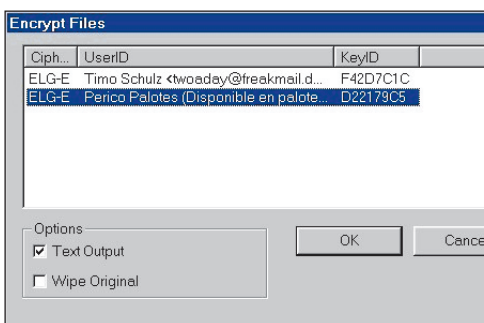 Encrypt Files
Ciph... UserID KeyID
ELG-E Timo Schulz <twoaday@freakmail.d... F42D7C1C
ELG-E Perico Palotes (Disponible en palote... D22179C5
Options
Text Output
Wipe Original
OK Cance